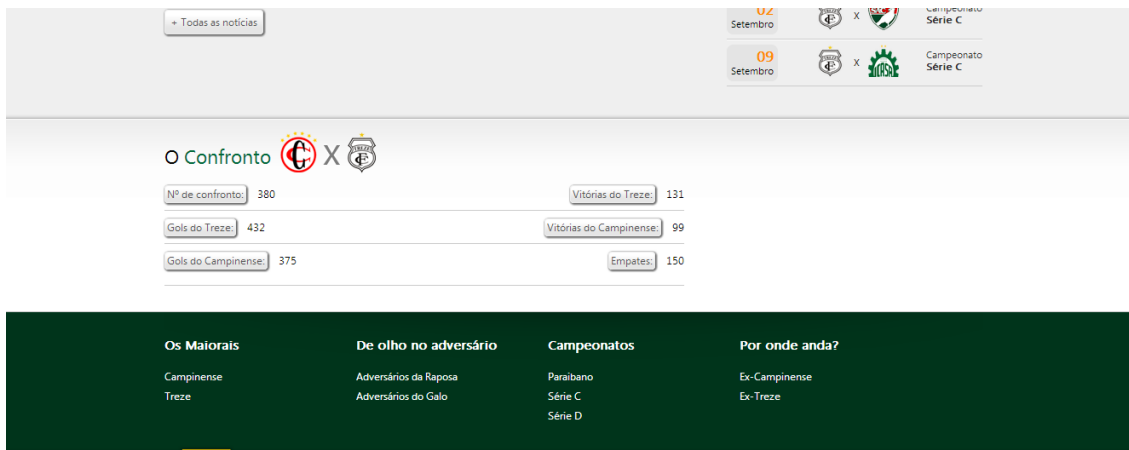 + Todas as notícias
02
Setembro
X
Campeonato
Série C
09
Setembro
TREZE
F
X
ICASA
Campeonato
Série C
O Confronto
C
X
TREZE
F
Nº de confronto: 380
Vitórias do Treze: 131
Gols do Treze: 432
Vitórias do Campinense: 99
Gols do Campinense: 375
Empates: 150
Os Maiorais
Campinense
Treze
De olho no adversário
Adversários da Raposa
Adversários do Galo
Campeonatos
Paraibano
Série C
Série D
Por onde anda?
Ex-Campinense
Ex-Treze